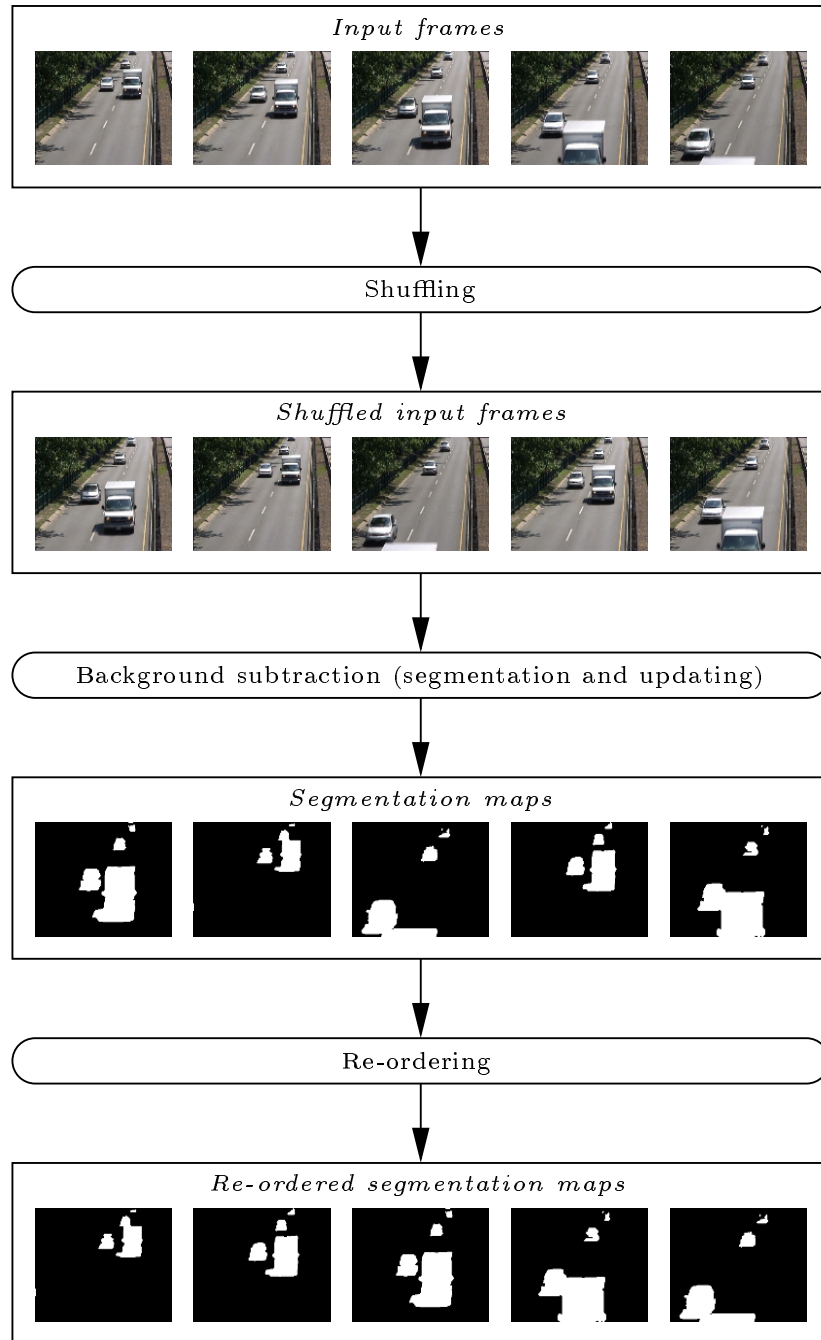 Input frames
Shuffling
Shuffled input frames
Background subtraction (segmentation and updating)
Segmentation maps
Re-ordering
Re-ordered segmentation maps